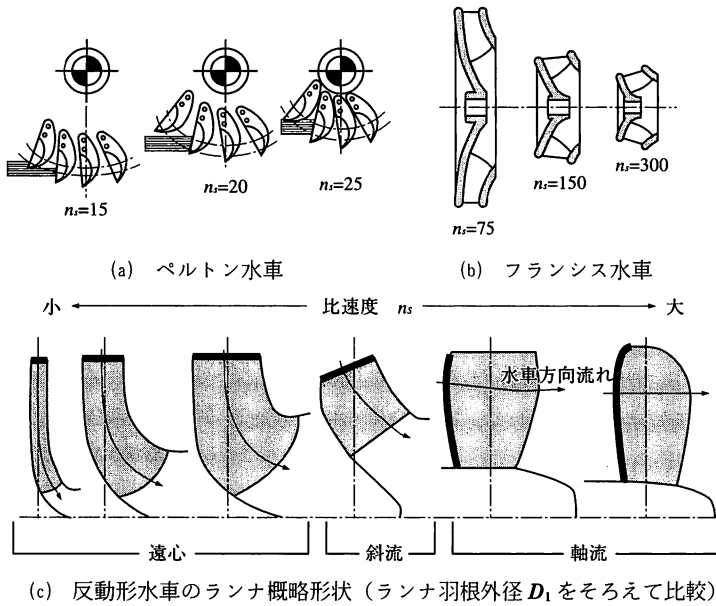 nₛ=15
nₛ=20
nₛ=25
nₛ=75
nₛ=150
nₛ=300
(a) ペルトン水車
(b) フランシス水車
小 比速度 nₛ 大
水車方向流れ
遠心 斜流 軸流
(c) 反動形水車のランナ概略形状（ランナ羽根外径 D₁ をそろえて比較）